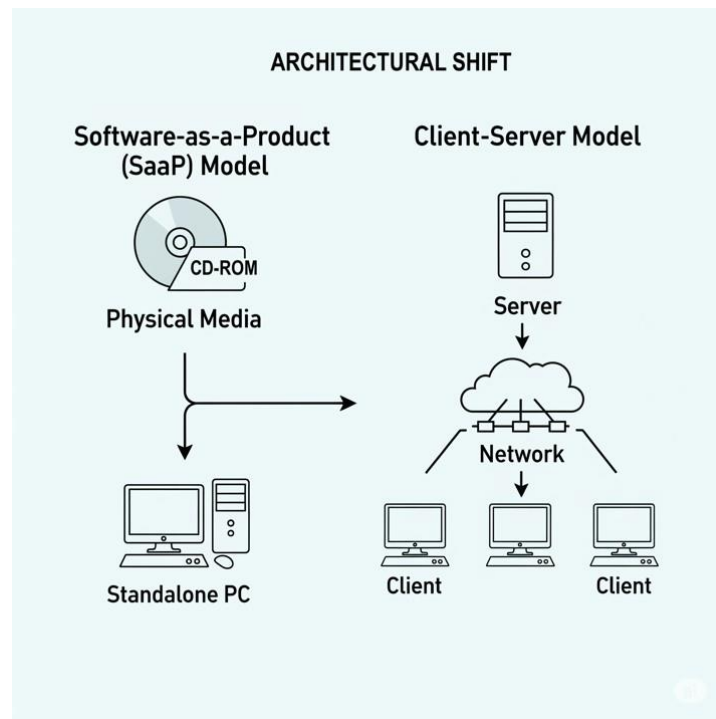 ARCHITECTURAL SHIFT
Software-as-a-Product
(SaaP) Model
CD-ROM
Physical Media
Standalone PC
Client-Server Model
Server
Network
Client
Client